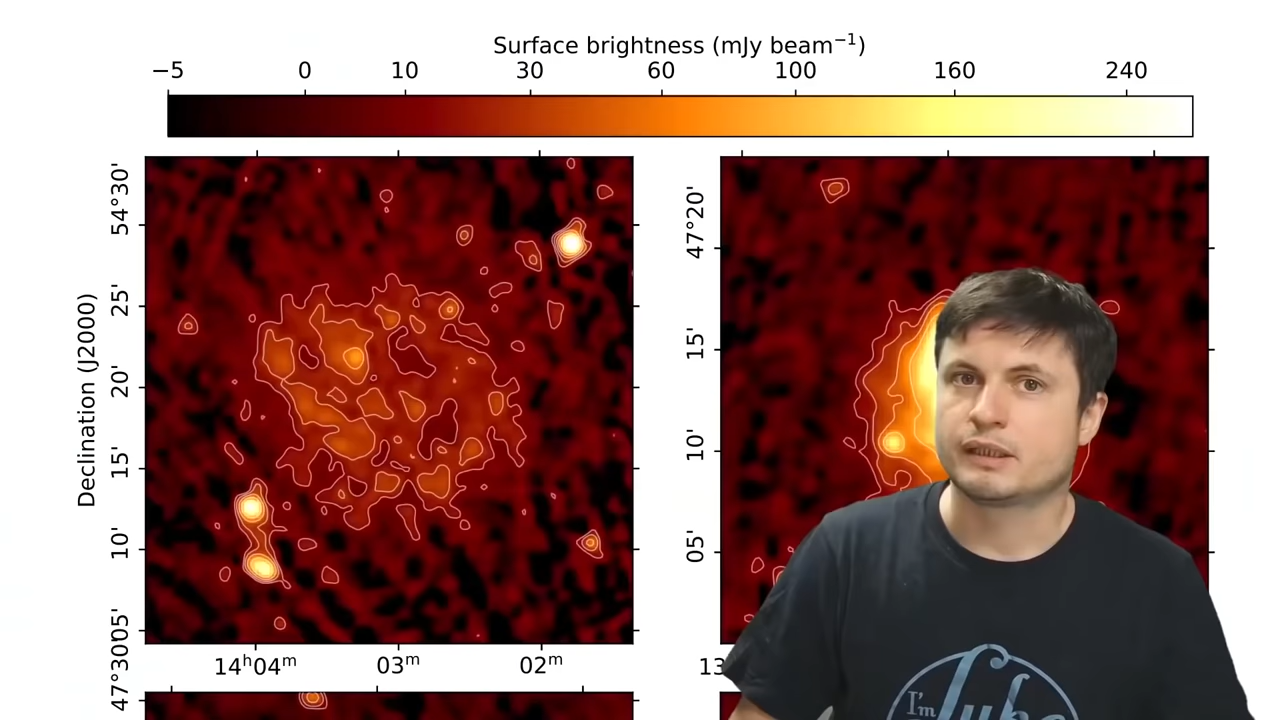 Surface brightness (mJy beam⁻¹)
−5 0 10 30 60 100 160 240
Declination (J2000)
54°30'
25'
20'
15'
10'
05'
47°20'
15'
10'
05'
14ʰ04ᵐ 03ᵐ 02ᵐ
13
47°30'
I'm
Luke